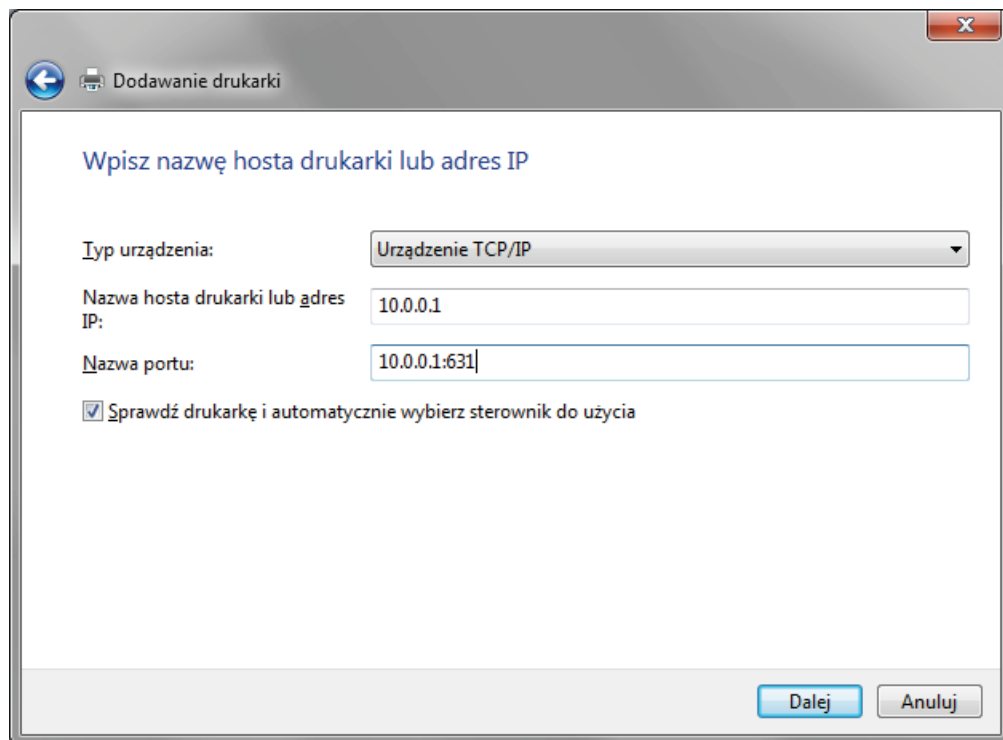 Dodawanie drukarki
Wpisz nazwę hosta drukarki lub adres IP
Typ urządzenia: Urządzenie TCP/IP
Nazwa hosta drukarki lub adres
IP: 10.0.0.1
Nazwa portu: 10.0.0.1:631
Sprawdź drukarkę i automatycznie wybierz sterownik do użycia
Dalej Anuluj